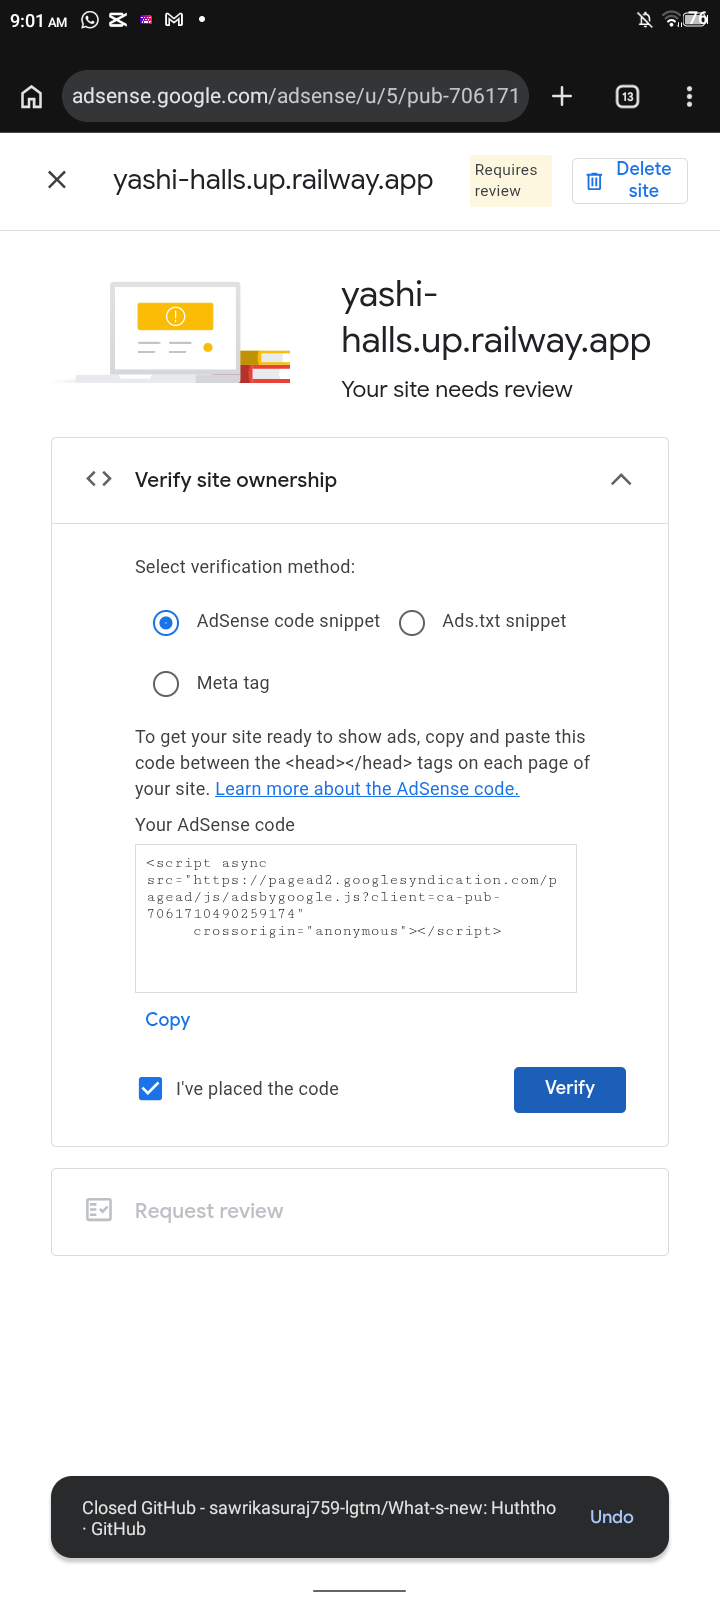 9:01 AM
76
adsense.google.com/adsense/u/5/pub-706171
13
yashi-halls.up.railway.app
Requires
review
Delete
site
yashi-
halls.up.railway.app
Your site needs review
Verify site ownership
Select verification method:
AdSense code snippet
Ads.txt snippet
Meta tag
To get your site ready to show ads, copy and paste this
code between the <head></head> tags on each page of
your site. Learn more about the AdSense code.
Your AdSense code
<script async
src="https://pagead2.googlesyndication.com/p
agead/js/adsbygoogle.js?client=ca-pub-
7061710490259174"
crossorigin="anonymous"></script>
Copy
I've placed the code
Verify
Request review
Closed GitHub - sawrikasuraj759-lgtm/What-s-new: Huththo
· GitHub
Undo